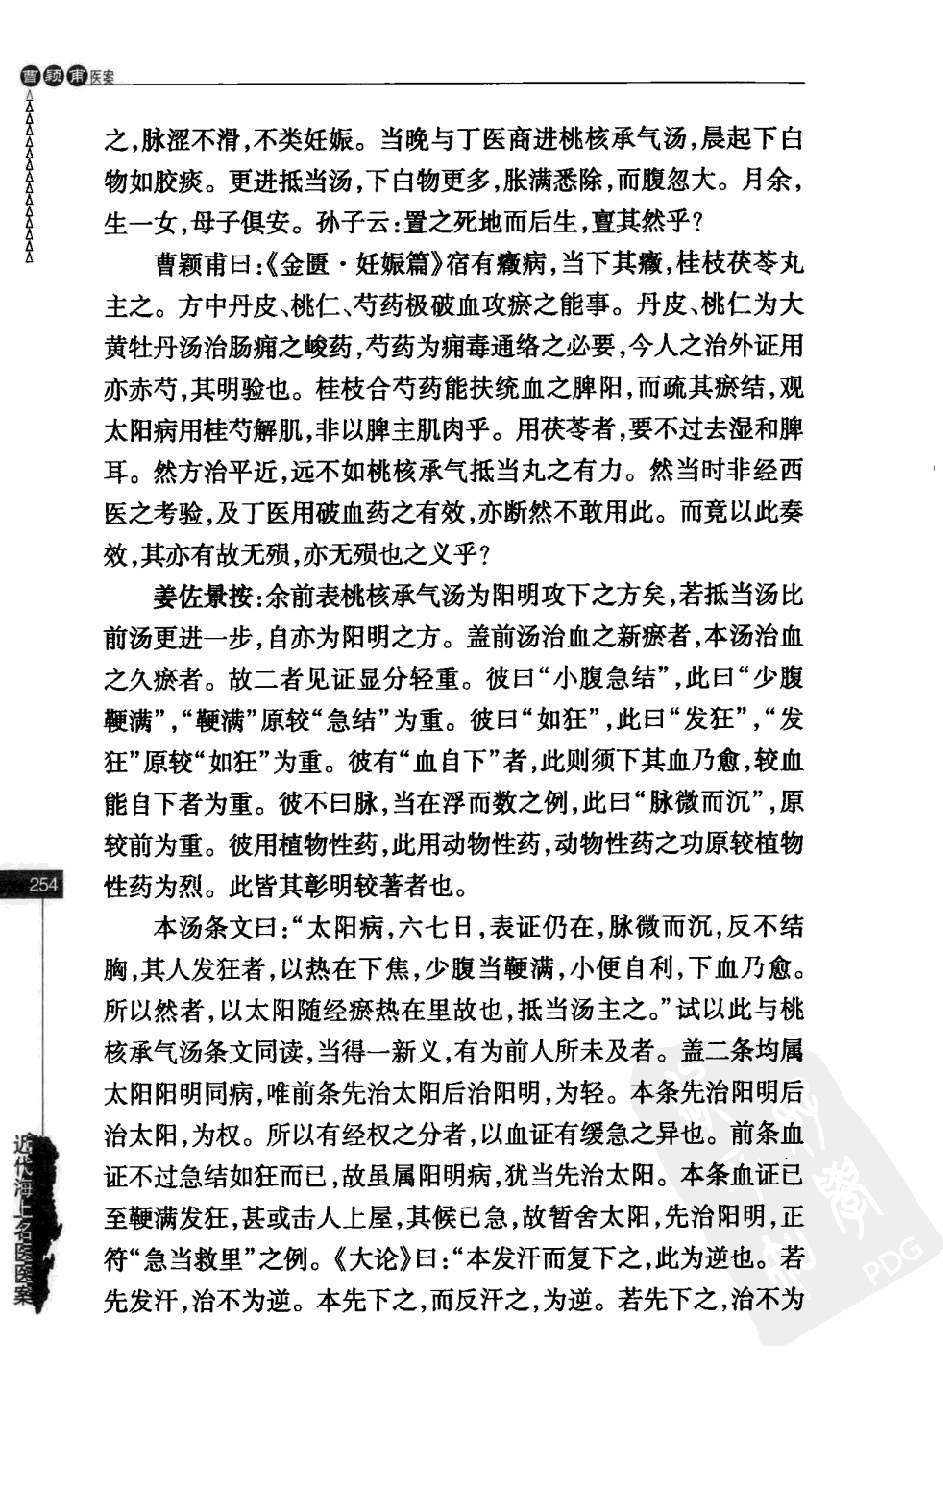 曹颖甫医案
之,脉涩不滑,不类妊娠。当晚与丁医商进桃核承气汤,晨起下白
物如胶痰。更进抵当汤,下白物更多,胀满悉除,而腹忽大。月余,
生一女,母子俱安。孙子云:置之死地而后生,亶其然乎?
曹颖甫曰:《金匮·妊娠篇》宿有癥病,当下其癥,桂枝茯苓丸
主之。方中丹皮、桃仁、芍药极破血攻瘀之能事。丹皮、桃仁为大
黄牡丹汤治肠痈之峻药,芍药为痈毒通络之必要,今人之治外证用
亦赤芍,其明验也。桂枝合芍药能扶统血之脾阳,而疏其瘀结,观
太阳病用桂芍解肌,非以脾主肌肉乎。用茯苓者,要不过去湿和脾
耳。然方治平近,远不如桃核承气抵当丸之有力。然当时非经西
医之考验,及丁医用破血药之有效,亦断然不敢用此。而竟以此奏
效,其亦有故无殒,亦无殒也之义乎?
姜佐景按:余前表桃核承气汤为阳明攻下之方矣,若抵当汤比
前汤更进一步,自亦为阳明之方。盖前汤治血之新瘀者,本汤治血
之久瘀者。故二者见证显分轻重。彼曰“小腹急结”,此曰“少腹
鞕满”,“鞕满”原较“急结”为重。彼曰“如狂”,此曰“发狂”,“发
狂”原较“如狂”为重。彼有“血自下”者,此则须下其血乃愈,较血
能自下者为重。彼不曰脉,当在浮而数之例,此曰“脉微而沉”,原
较前为重。彼用植物性药,此用动物性药,动物性药之功原较植物
性药为烈。此皆其彰明较著者也。
254
本汤条文曰:“太阳病,六七日,表证仍在,脉微而沉,反不结
胸,其人发狂者,以热在下焦,少腹当鞕满,小便自利,下血乃愈。
所以然者,以太阳随经瘀热在里故也,抵当汤主之。”试以此与桃
核承气汤条文同读,当得一新义,有为前人所未及者。盖二条均属
太阳阳明同病,唯前条先治太阳后治阳明,为轻。本条先治阳明后
治太阳,为权。所以有经权之分者,以血证有缓急之异也。前条血
证不过急结如狂而已,故虽属阳明病,犹当先治太阳。本条血证已
至鞕满发狂,甚或击人上屋,其候已急,故暂舍太阳,先治阳明,正
符“急当救里”之例。《大论》曰:“本发汗而复下之,此为逆也。若
先发汗,治不为逆。本先下之,而反汗之,为逆。若先下之,治不为
近代海上名医医案
PDG